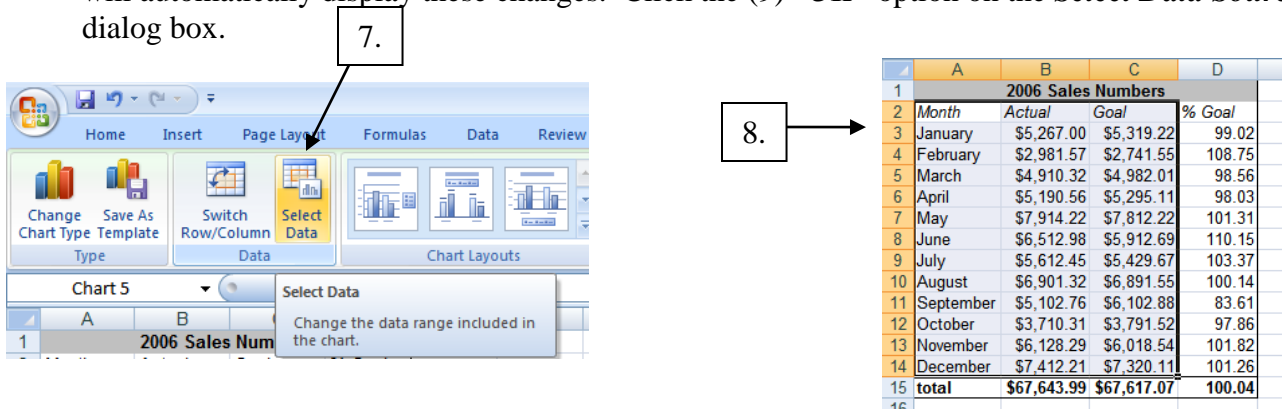 dialog box.
7.
Home Insert Page Layout Formulas Data Review
Change Chart Type
Save As Template
Switch Row/Column
Select Data
Type Data Chart Layouts
Chart 5
Select Data
Change the data range included in
the chart.
A B
1 2006 Sales Num
8.
A B C D
1 2006 Sales Numbers
2 Month Actual Goal % Goal
3 January $5,267.00 $5,319.22 99.02
4 February $2,981.57 $2,741.55 108.75
5 March $4,910.32 $4,982.01 98.56
6 April $5,190.56 $5,295.11 98.03
7 May $7,914.22 $7,812.22 101.31
8 June $6,512.98 $5,912.69 110.15
9 July $5,612.45 $5,429.67 103.37
10 August $6,901.32 $6,891.55 100.14
11 September $5,102.76 $6,102.88 83.61
12 October $3,710.31 $3,791.52 97.86
13 November $6,128.29 $6,018.54 101.82
14 December $7,412.21 $7,320.11 101.26
15 total $67,643.99 $67,617.07 100.04